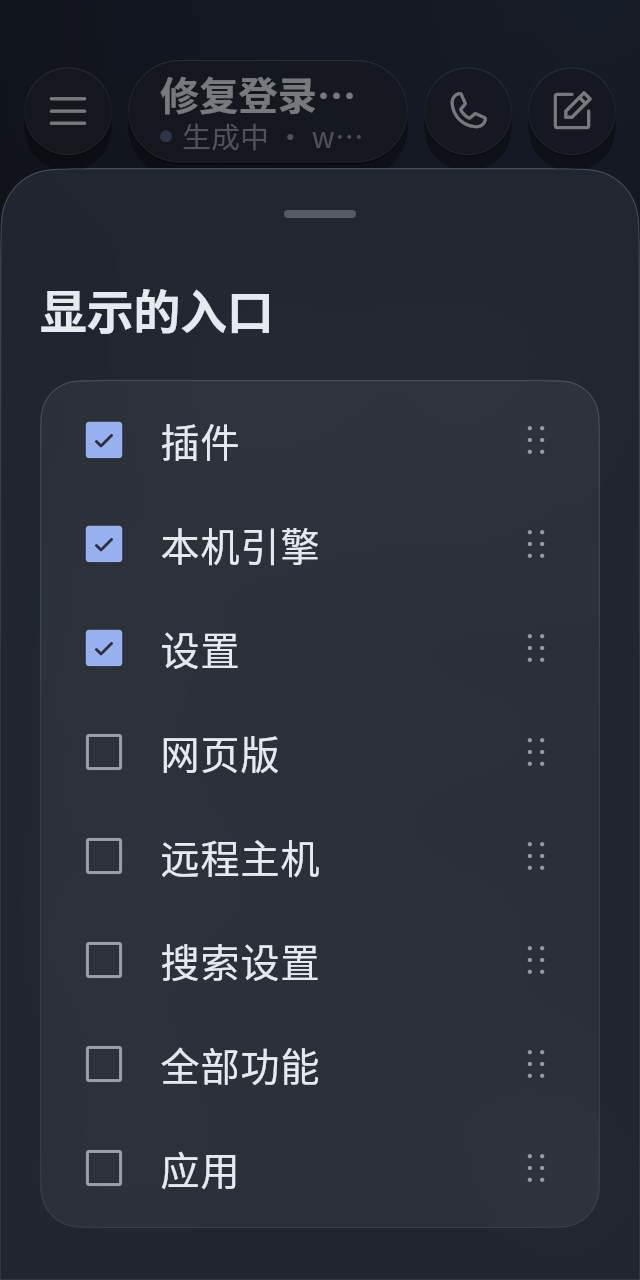 修复登录…
生成中 • w…
显示的入口
插件
本机引擎
设置
网页版
远程主机
搜索设置
全部功能
应用